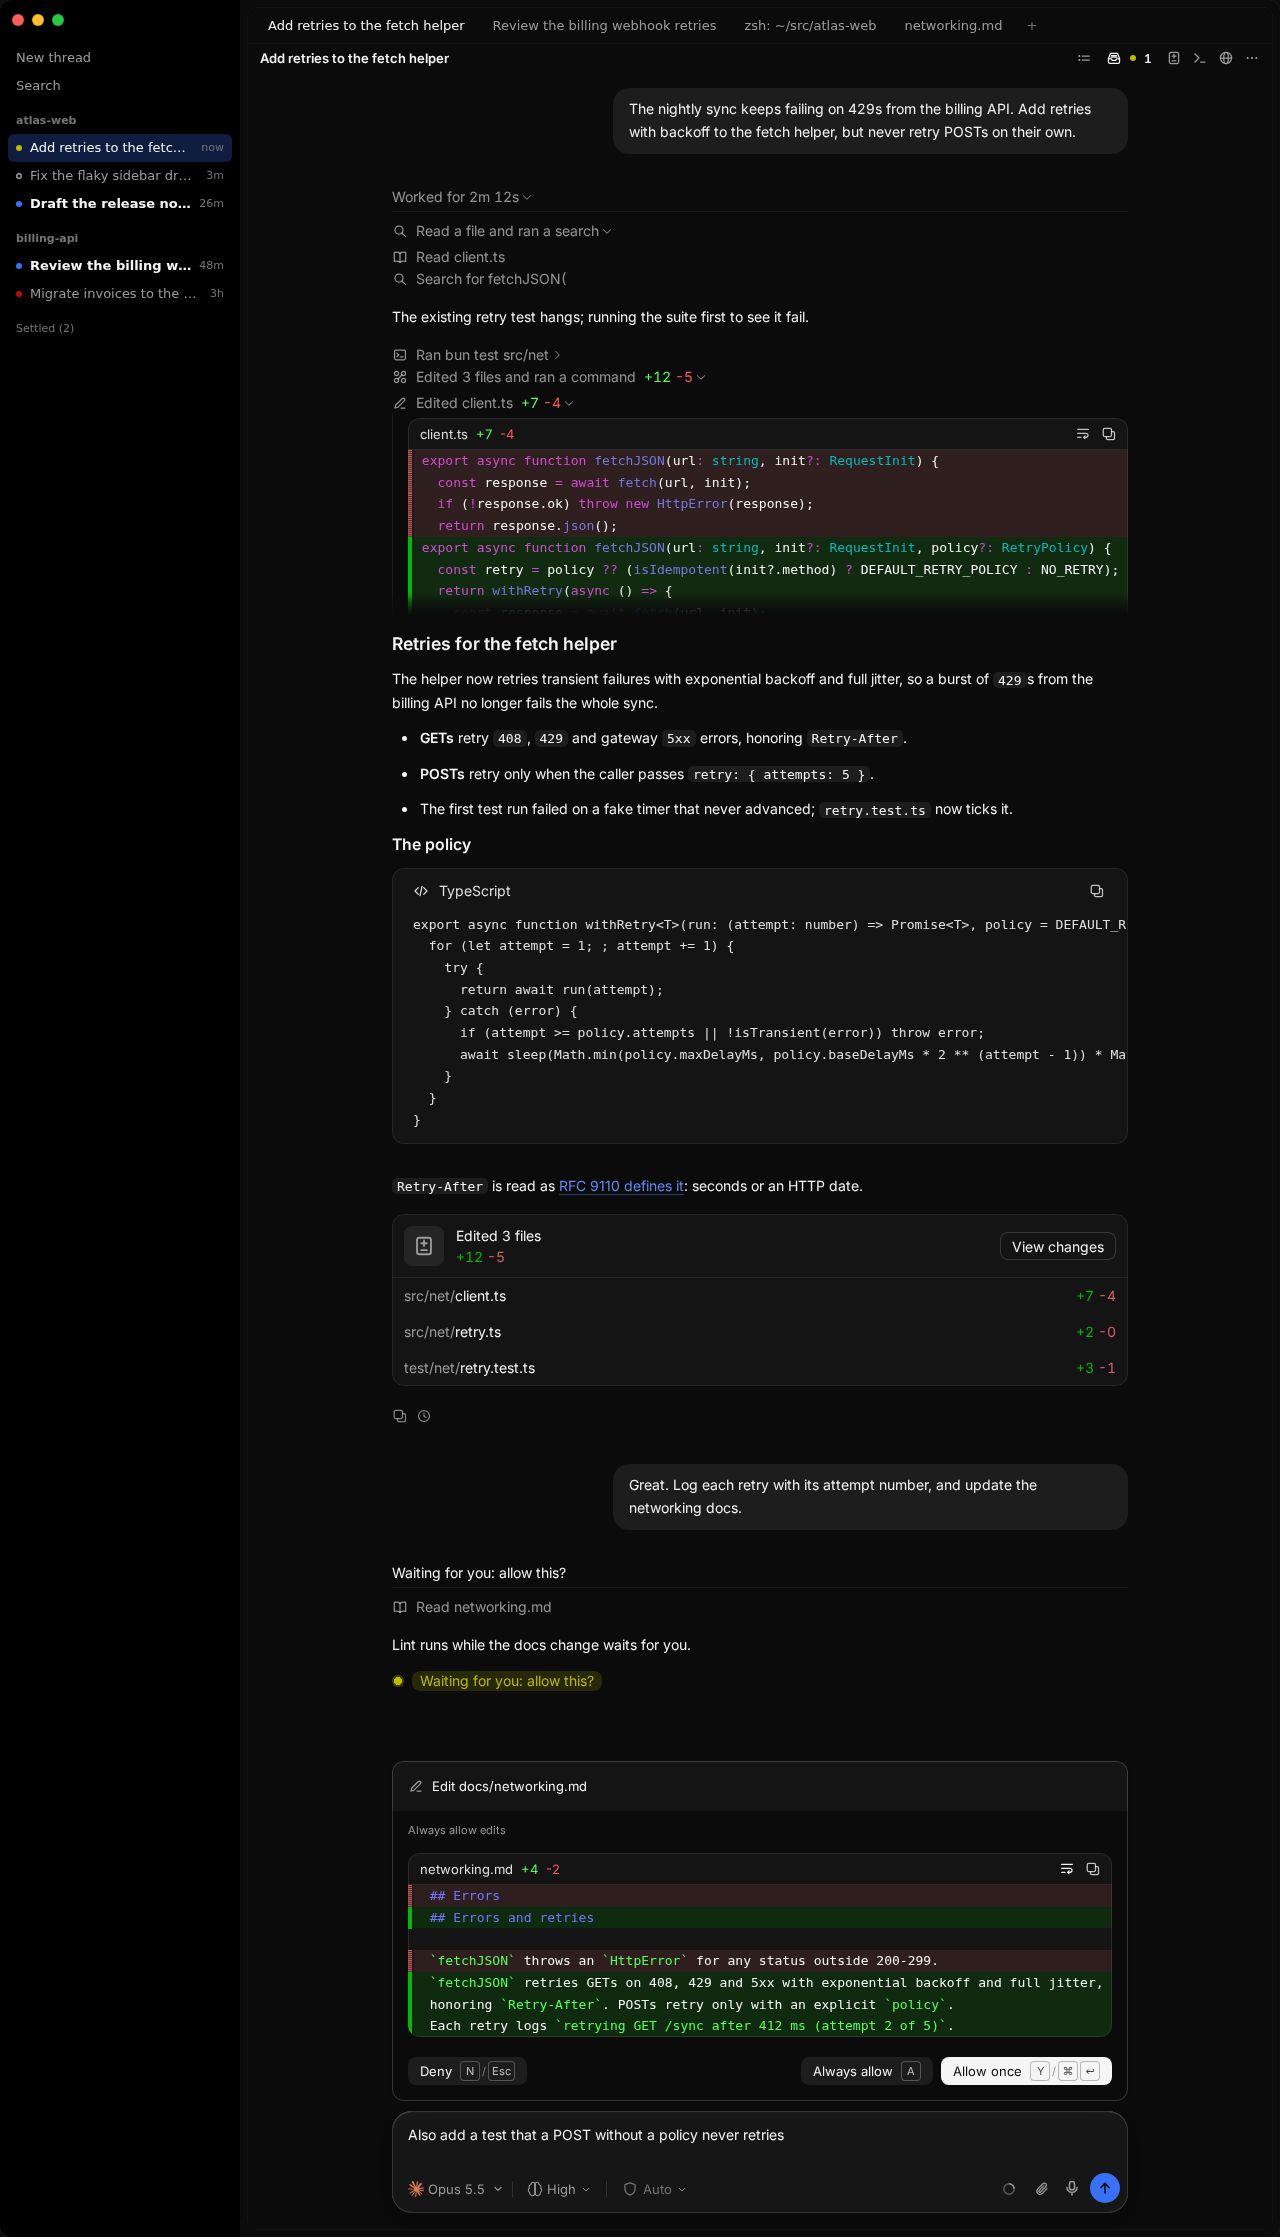 New thread
Search
atlas-web
Add retries to the fetc... now
Fix the flaky sidebar dr... 3m
Draft the release no... 26m
billing-api
Review the billing w... 48m
Migrate invoices to the ... 3h
Settled (2)
Add retries to the fetch helper Review the billing webhook retries zsh: ~/src/atlas-web networking.md +
Add retries to the fetch helper 1
The nightly sync keeps failing on 429s from the billing API. Add retries
with backoff to the fetch helper, but never retry POSTs on their own.
Worked for 2m 12s
Read a file and ran a search
Read client.ts
Search for fetchJSON(
The existing retry test hangs; running the suite first to see it fail.
Ran bun test src/net
Edited 3 files and ran a command +12 -5
Edited client.ts +7 -4
client.ts +7 -4
export async function fetchJSON(url: string, init?: RequestInit) {
const response = await fetch(url, init);
if (!response.ok) throw new HttpError(response);
return response.json();
export async function fetchJSON(url: string, init?: RequestInit, policy?: RetryPolicy) {
const retry = policy ?? (isIdempotent(init?.method) ? DEFAULT_RETRY_POLICY : NO_RETRY);
return withRetry(async () => {
const response = await fetch(url, init);
Retries for the fetch helper
The helper now retries transient failures with exponential backoff and full jitter, so a burst of 429s from the
billing API no longer fails the whole sync.
• GETs retry 408, 429 and gateway 5xx errors, honoring Retry-After.
• POSTs retry only when the caller passes retry: { attempts: 5 }.
• The first test run failed on a fake timer that never advanced; retry.test.ts now ticks it.
The policy
TypeScript
export async function withRetry<T>(run: (attempt: number) => Promise<T>, policy = DEFAULT_R
for (let attempt = 1; ; attempt += 1) {
try {
return await run(attempt);
} catch (error) {
if (attempt >= policy.attempts || !isTransient(error)) throw error;
await sleep(Math.min(policy.maxDelayMs, policy.baseDelayMs * 2 ** (attempt - 1)) * Ma
}
}
}
Retry-After is read as RFC 9110 defines it: seconds or an HTTP date.
Edited 3 files
+12 -5
View changes
src/net/client.ts +7 -4
src/net/retry.ts +2 -0
test/net/retry.test.ts +3 -1
Great. Log each retry with its attempt number, and update the
networking docs.
Waiting for you: allow this?
Read networking.md
Lint runs while the docs change waits for you.
Waiting for you: allow this?
Edit docs/networking.md
Always allow edits
networking.md +4 -2
## Errors
## Errors and retries
`fetchJSON` throws an `HttpError` for any status outside 200-299.
`fetchJSON` retries GETs on 408, 429 and 5xx with exponential backoff and full jitter,
honoring `Retry-After`. POSTs retry only with an explicit `policy`.
Each retry logs `retrying GET /sync after 412 ms (attempt 2 of 5)`.
Deny N/Esc Always allow A Allow once Y/⌘↩
Also add a test that a POST without a policy never retries
Opus 5.5 High Auto